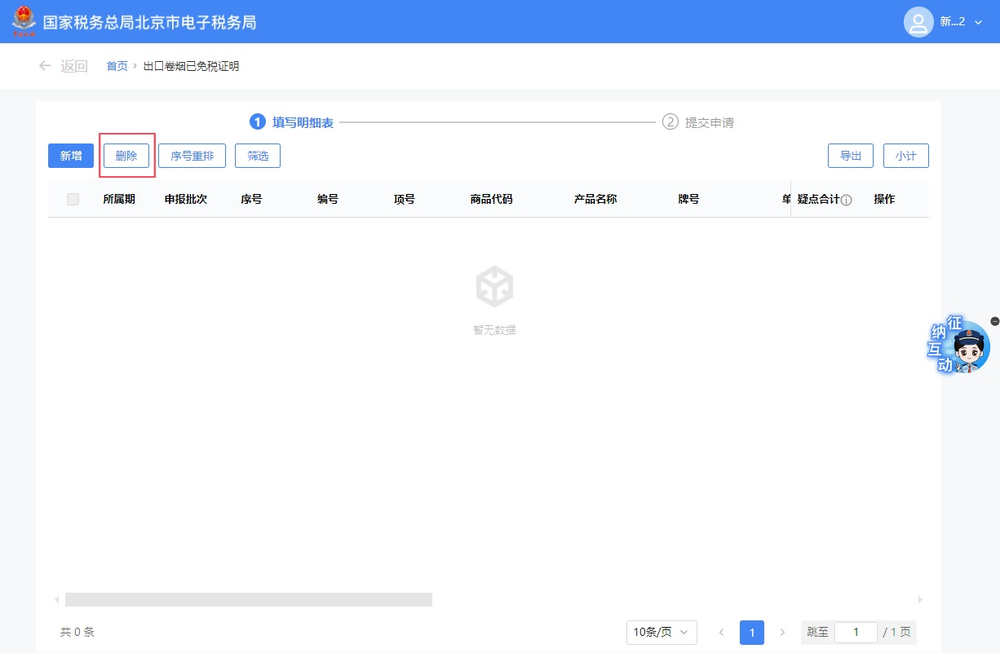 国家税务总局北京市电子税务局
新...2
返回 首页 > 出口卷烟已免税证明
1 填写明细表 2 提交申请
新增 删除 序号重排 筛选 导出 小计
所属期 申报批次 序号 编号 项号 商品代码 产品名称 牌号 单 疑点合计 操作
暂无数据
征纳互动
共 0 条 10条/页 < 1 > 跳至 1 / 1 页